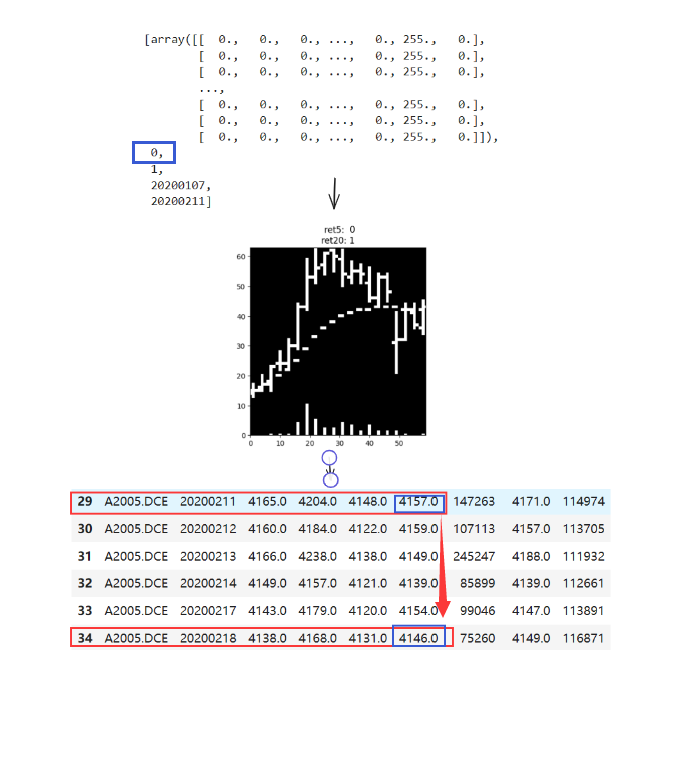 [array([[ 0., 0., 0., ..., 0., 255., 0.],
[ 0., 0., 0., ..., 0., 255., 0.],
[ 0., 0., 0., ..., 0., 255., 0.],
...,
[ 0., 0., 0., ..., 0., 255., 0.],
[ 0., 0., 0., ..., 0., 255., 0.],
[ 0., 0., 0., ..., 0., 255., 0.]]),
0,
1,
20200107,
20200211]
ret5: 0
ret20: 1
60
50
40
30
20
10
0
0 10 20 30 40 50
29 A2005.DCE 20200211 4165.0 4204.0 4148.0 4157.0 147263 4171.0 114974
30 A2005.DCE 20200212 4160.0 4184.0 4122.0 4159.0 107113 4157.0 113705
31 A2005.DCE 20200213 4166.0 4238.0 4138.0 4149.0 245247 4188.0 111932
32 A2005.DCE 20200214 4149.0 4157.0 4121.0 4139.0 85899 4139.0 112661
33 A2005.DCE 20200217 4143.0 4179.0 4120.0 4154.0 99046 4147.0 113891
34 A2005.DCE 20200218 4138.0 4168.0 4131.0 4146.0 75260 4149.0 116871